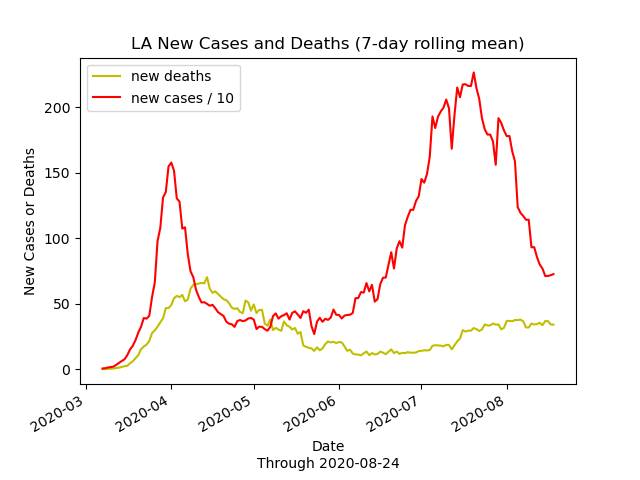 LA New Cases and Deaths (7-day rolling mean)
new deaths
new cases / 10
New Cases or Deaths
200
150
100
50
0
2020-03
2020-04
2020-05
2020-06
2020-07
2020-08
Date
Through 2020-08-24